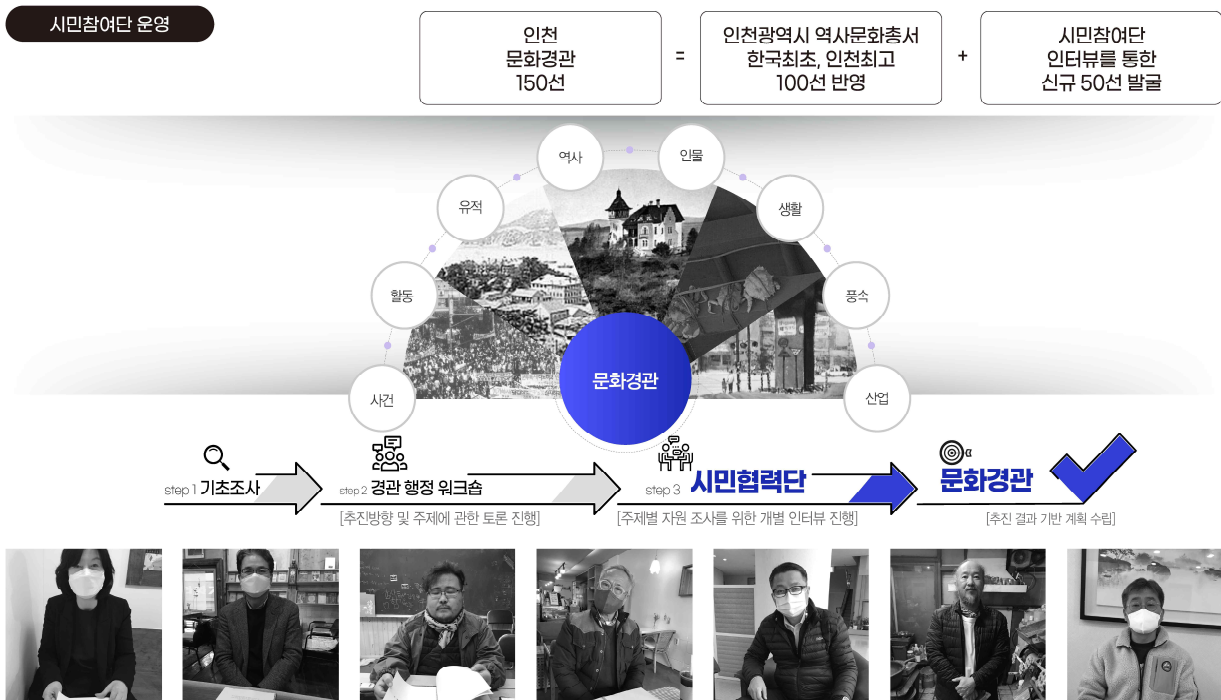 시민참여단 운영
인천
문화경관
150선
=
인천광역시 역사문화총서
한국최초, 인천최고
100선 반영
+
시민참여단
인터뷰를 통한
신규 50선 발굴
역사
인물
유적
생활
활동
풍속
사건
산업
문화경관
step 1 기초조사
step 2 경관 행정 워크숍
[추진방향 및 주제에 관한 토론 진행]
step 3 시민협력단
[주제별 자원 조사를 위한 개별 인터뷰 진행]
문화경관
[추진 결과 기반 계획 수립]